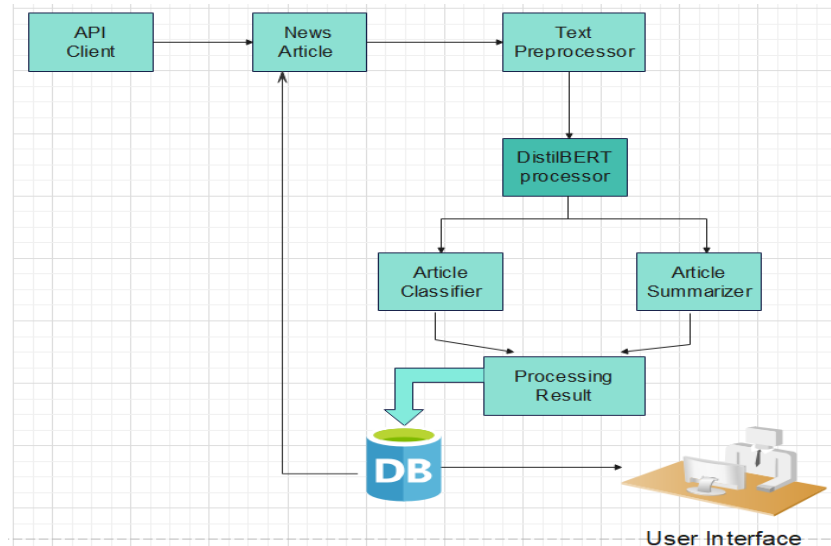 API
Client
News
Article
Text
Preprocessor
DistilBERT
processor
Article
Classifier
Article
Summarizer
Processing
Result
DB
User Interface